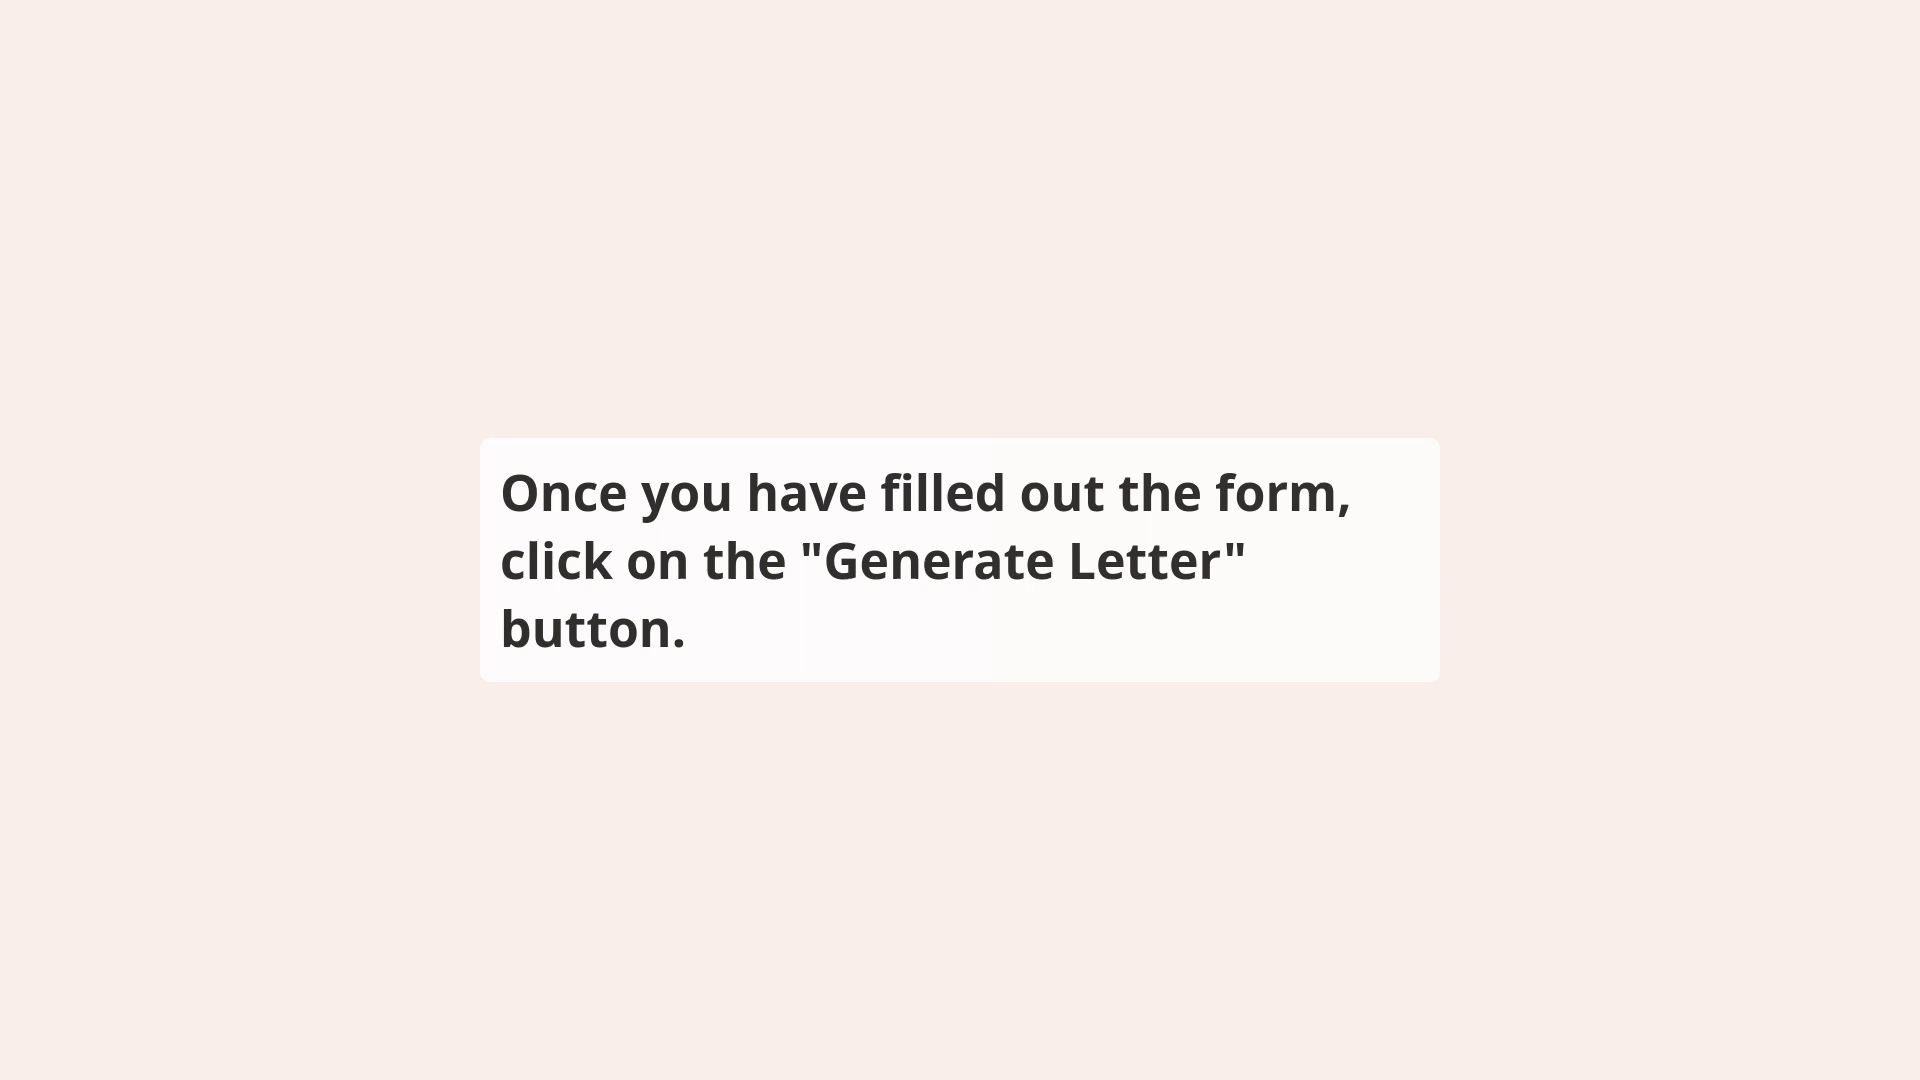 Once you have filled out the form,
click on the "Generate Letter"
button.